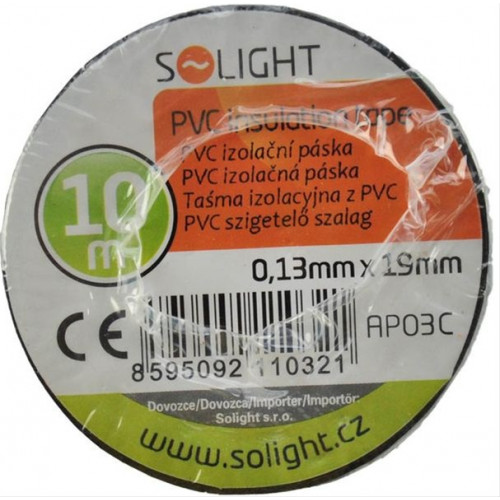 SOLIGHT
PVC insulation tape
PVC izolační páska
PVC izolačná páska
Taśma izolacyjna z PVC
PVC szigetelő szalag
10
m
0,13mm x 19mm
CE
AP03C
8595092 110321
Dovozce/Dovozca/Importer/Importőr:
Solight s.r.o.
www.solight.cz